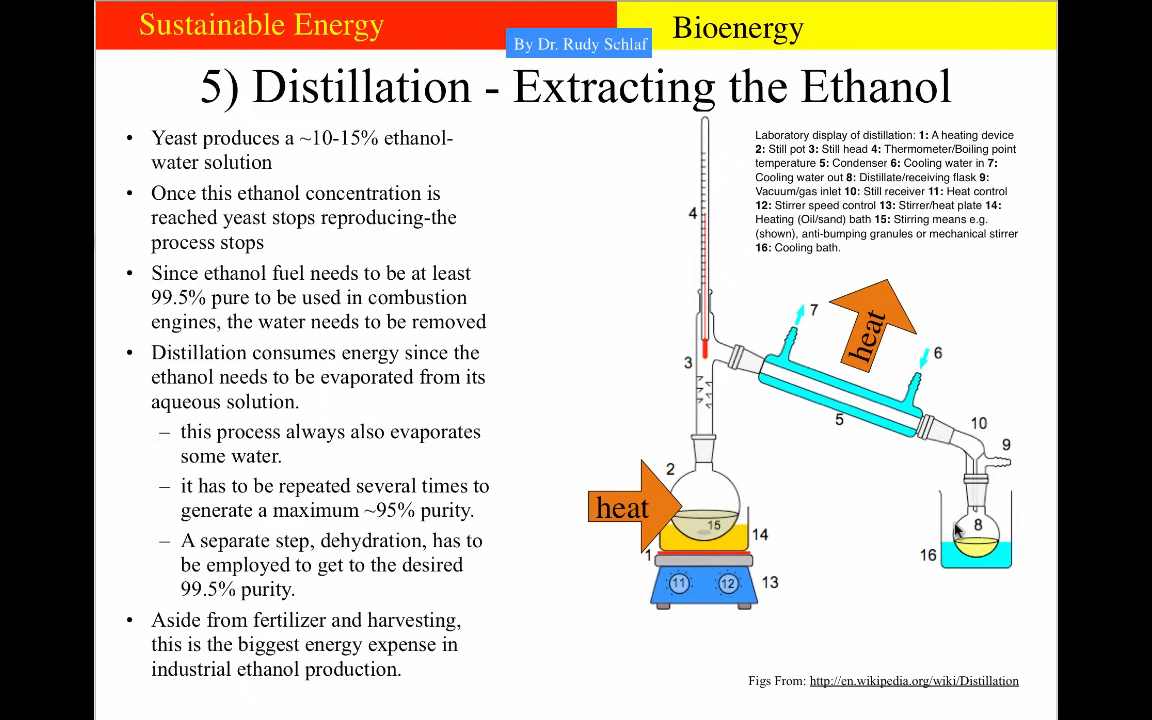 Sustainable Energy
Bioenergy
By Dr. Rudy Schlaf
5) Distillation - Extracting the Ethanol
• Yeast produces a ~10-15% ethanol-
water solution
• Once this ethanol concentration is
reached yeast stops reproducing-the
process stops
• Since ethanol fuel needs to be at least
99.5% pure to be used in combustion
engines, the water needs to be removed
• Distillation consumes energy since the
ethanol needs to be evaporated from its
aqueous solution.
– this process always also evaporates
some water.
– it has to be repeated several times to
generate a maximum ~95% purity.
– A separate step, dehydration, has to
be employed to get to the desired
99.5% purity.
• Aside from fertilizer and harvesting,
this is the biggest energy expense in
industrial ethanol production.
Laboratory display of distillation: 1: A heating device
2: Still pot 3: Still head 4: Thermometer/Boiling point
temperature 5: Condenser 6: Cooling water in 7:
Cooling water out 8: Distillate/receiving flask 9:
Vacuum/gas inlet 10: Still receiver 11: Heat control
12: Stirrer speed control 13: Stirrer/heat plate 14:
Heating (Oil/sand) bath 15: Stirring means e.g.
(shown), anti-bumping granules or mechanical stirrer
16: Cooling bath.
4
7
heat
6
3
5
10
9
2
heat
15
14
8
1
16
11
12
13
Figs From: http://en.wikipedia.org/wiki/Distillation